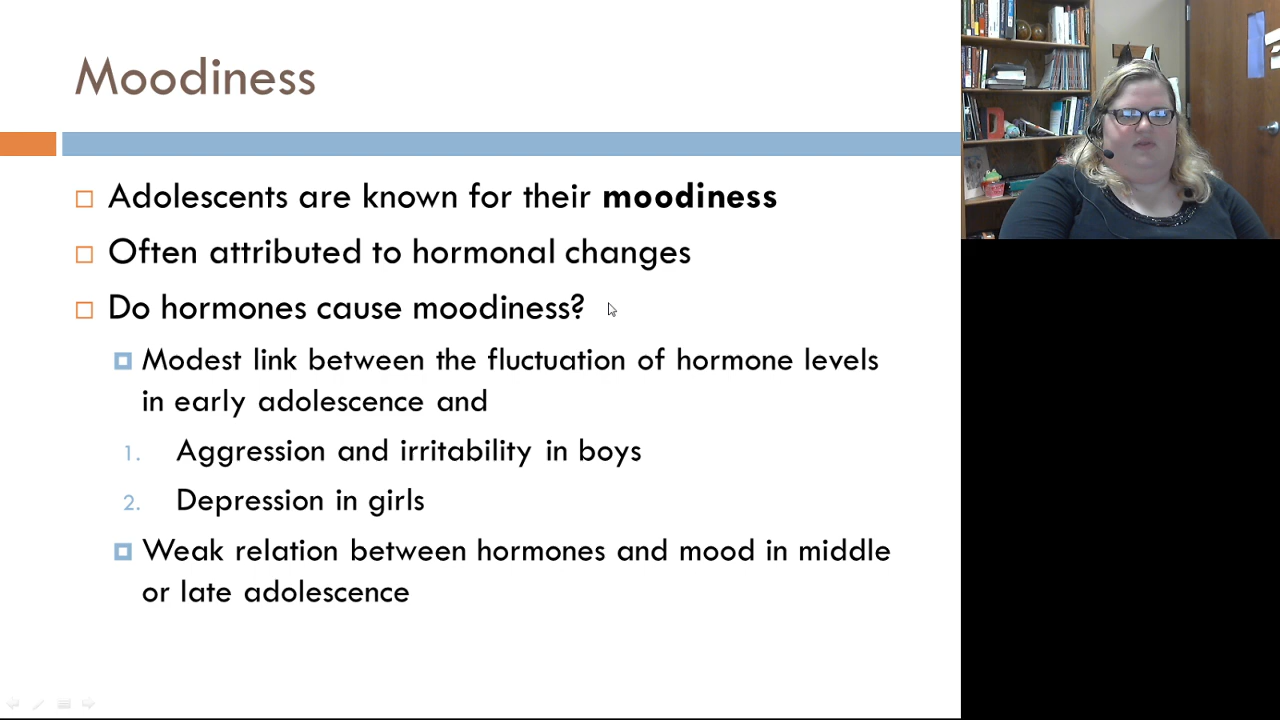 Moodiness
Adolescents are known for their moodiness
Often attributed to hormonal changes
Do hormones cause moodiness?
Modest link between the fluctuation of hormone levels
in early adolescence and
1. Aggression and irritability in boys
2. Depression in girls
Weak relation between hormones and mood in middle
or late adolescence